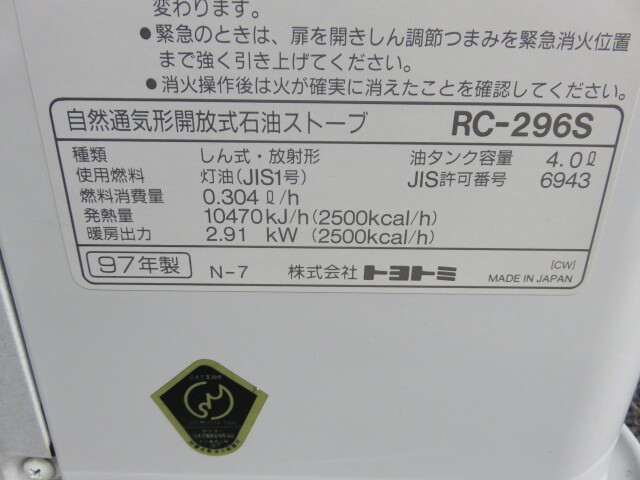 変わります。
●緊急のときは、扉を開きしん調節つまみを緊急消火位置
まで強く引き上げてください。
●消火操作後は火が確実に消えたことを確認してください。
自然通気形開放式石油ストーブ RC-296S
種類 しん式・放射形 油タンク容量 4.0ℓ
使用燃料 灯油(JIS1号) JIS許可番号 6943
燃料消費量 0.304ℓ/h
発熱量 10470kJ/h(2500kcal/h)
暖房出力 2.91 kW (2500kcal/h)
97年製 N-7 株式会社トヨトミ [CW] MADE IN JAPAN